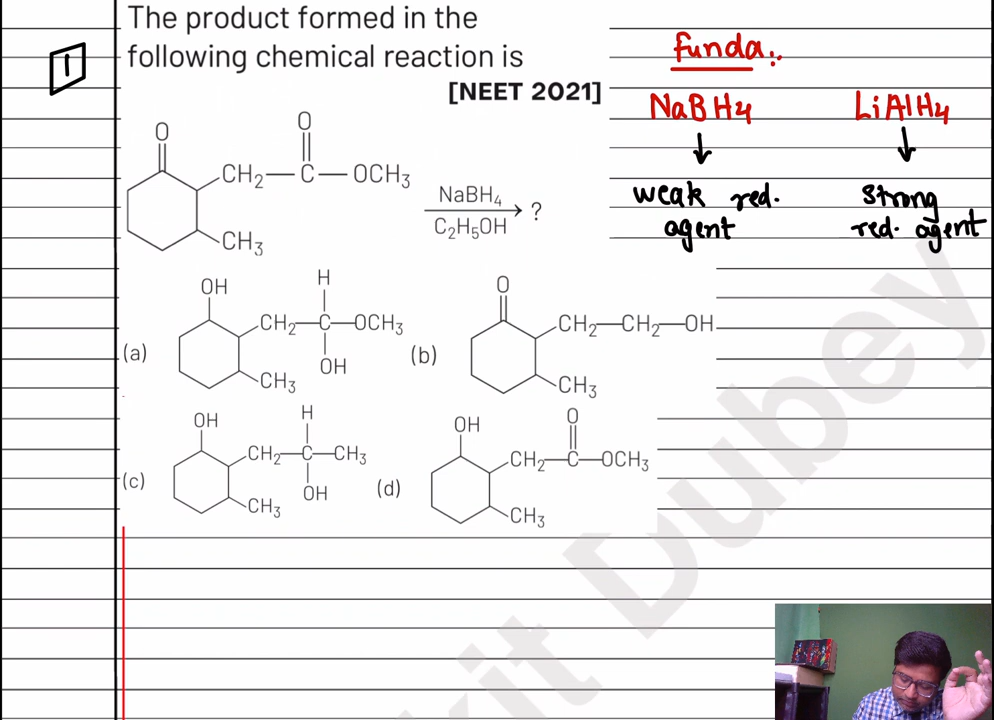 The product formed in the
following chemical reaction is
[NEET 2021]
1
Funda:
NaBH4
LiAlH4
weak red.
agent
strong
red. agent
O
O
CH2—C—OCH3
CH3
NaBH4
C2H5OH
?
(a)
OH
H
CH2—C—OCH3
OH
CH3
(b)
O
CH2—CH2—OH
CH3
(c)
OH
H
CH2—C—CH3
OH
CH3
(d)
OH
O
CH2—C—OCH3
CH3
kit Dubey